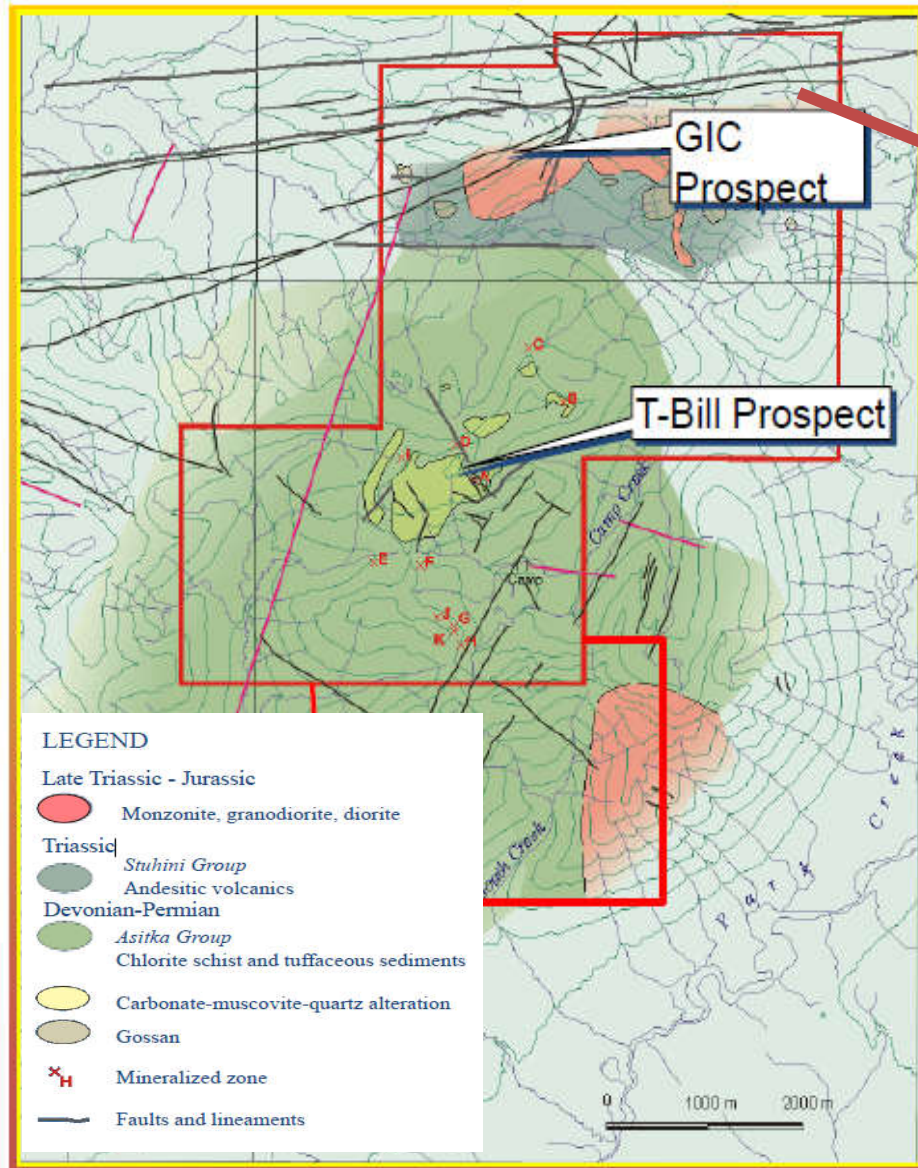 GIC
Prospect
C
B
T-Bill Prospect
D
I
A
Camp Creek
E
F
Camp
J
G
K
H
LEGEND
Late Triassic - Jurassic
Monzonite, granodiorite, diorite
Triassic
Stuhini Group
Andesitic volcanics
Devonian-Permian
Asitka Group
Chlorite schist and tuffaceous sediments
Carbonate-muscovite-quartz alteration
Gossan
H
Mineralized zone
Faults and lineaments
Creek
Park
0 1000 m 2000 m